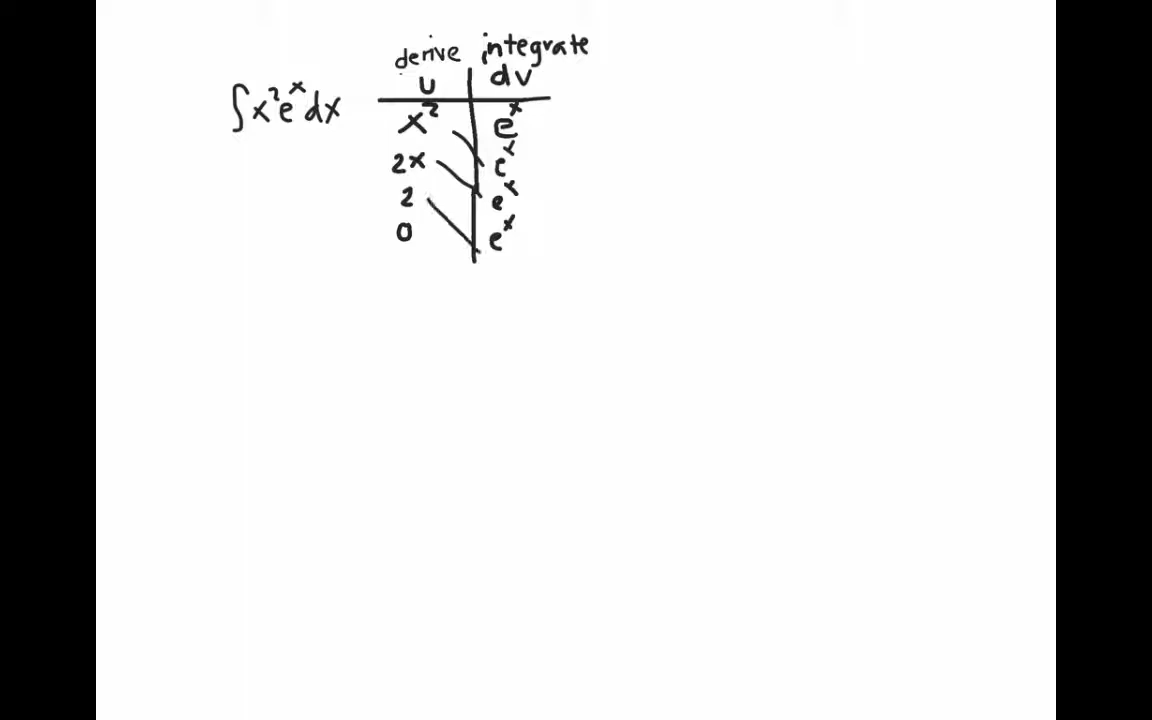 derive integrate
u dv
∫x²eˣdx
x² eˣ
2x eˣ
2 eˣ
0 eˣ